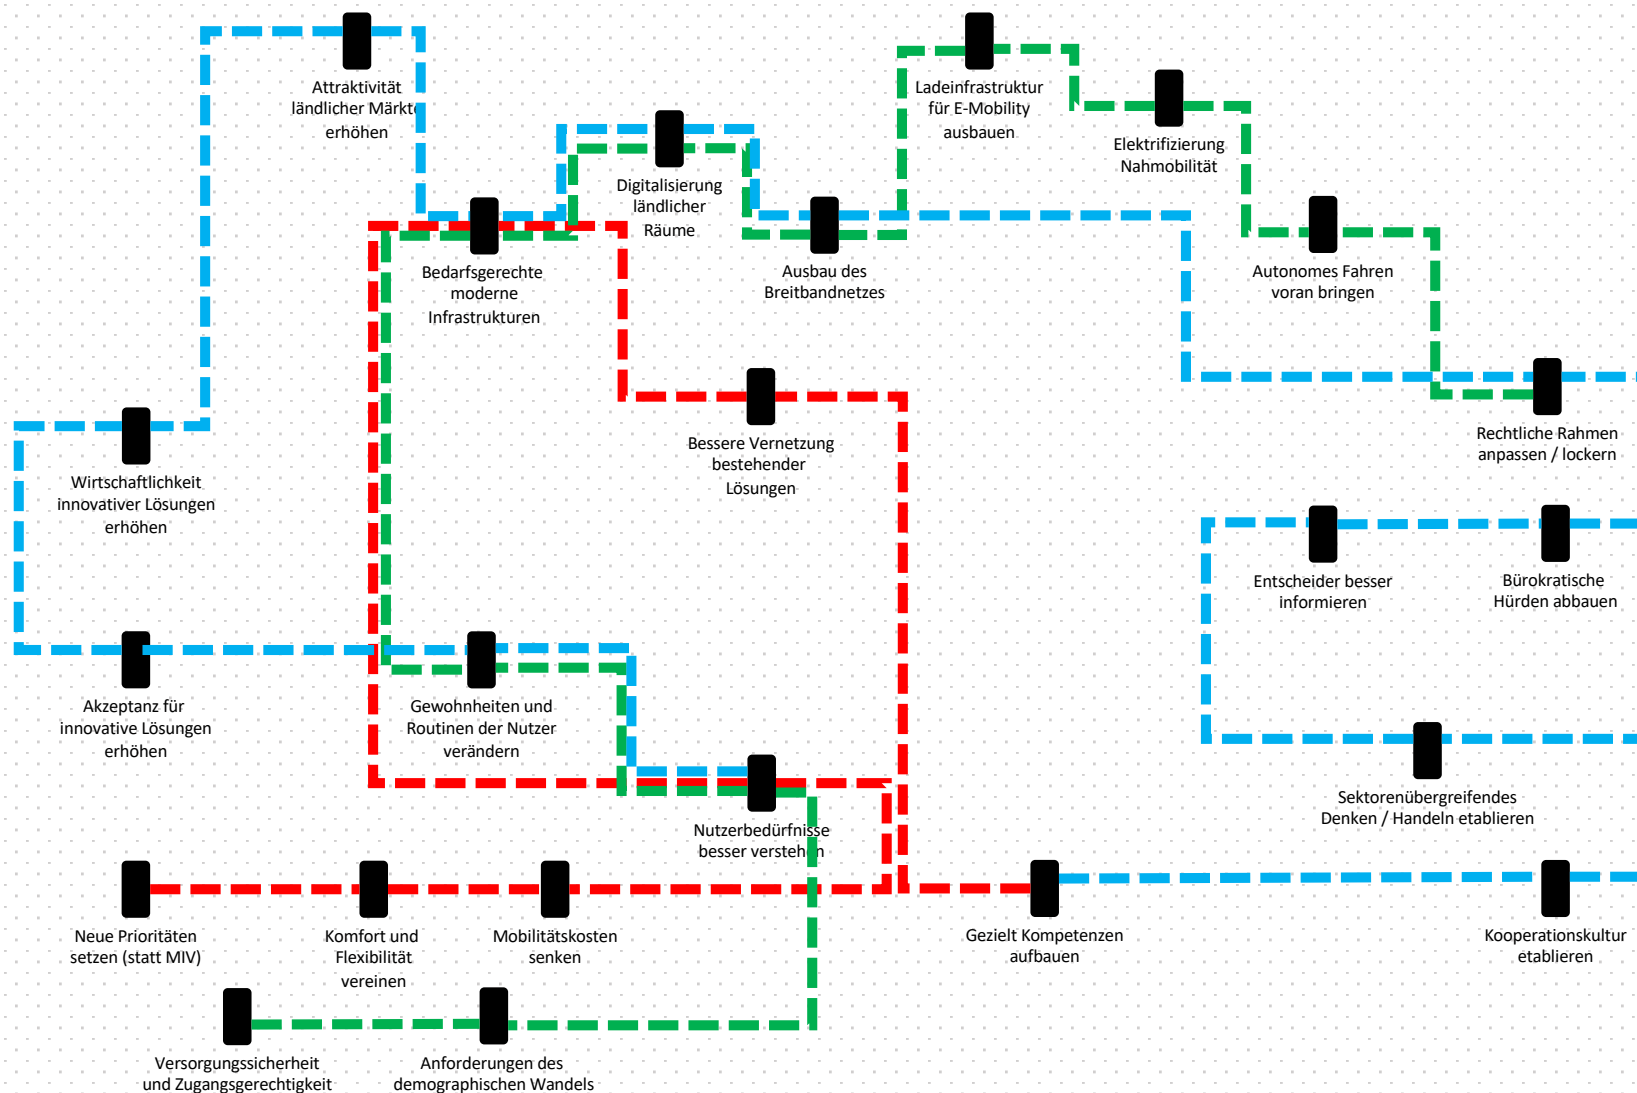 Attraktivität
ländlicher Märkte
erhöhen
Ladeinfrastruktur
für E-Mobility
ausbauen
Elektrifizierung
Nahmobilität
Digitalisierung
ländlicher
Räume
Bedarfsgerechte
moderne
Infrastrukturen
Ausbau des
Breitbandnetzes
Autonomes Fahren
voran bringen
Bessere Vernetzung
bestehender
Lösungen
Rechtliche Rahmen
anpassen / lockern
Wirtschaftlichkeit
innovativer Lösungen
erhöhen
Entscheider besser
informieren
Bürokratische
Hürden abbauen
Akzeptanz für
innovative Lösungen
erhöhen
Gewohnheiten und
Routinen der Nutzer
verändern
Sektorenübergreifendes
Denken / Handeln etablieren
Nutzerbedürfnisse
besser verstehen
Neue Prioritäten
setzen (statt MIV)
Komfort und
Flexibilität
vereinen
Mobilitätskosten
senken
Gezielt Kompetenzen
aufbauen
Kooperationskultur
etablieren
Versorgungssicherheit
und Zugangsgerechtigkeit
Anforderungen des
demographischen Wandels